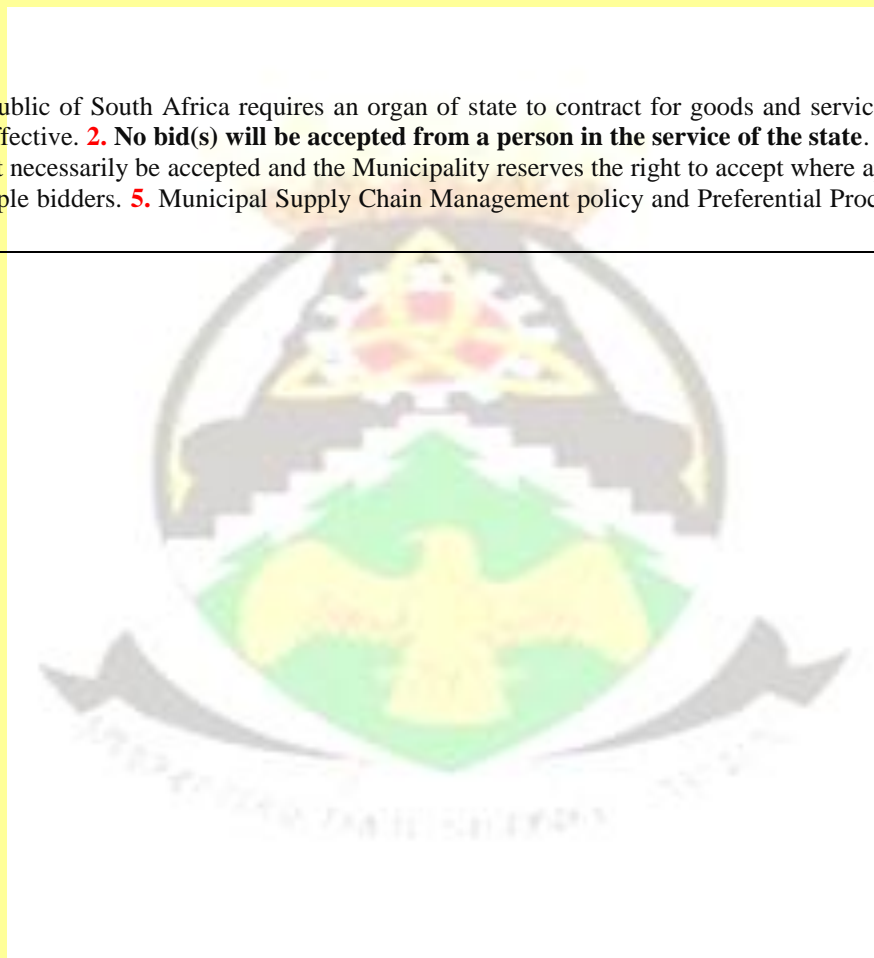 ublic of South Africa requires an organ of state to contract for goods and servic
ffective. 2. No bid(s) will be accepted from a person in the service of the state.
t necessarily be accepted and the Municipality reserves the right to accept where a
ple bidders. 5. Municipal Supply Chain Management policy and Preferential Proc